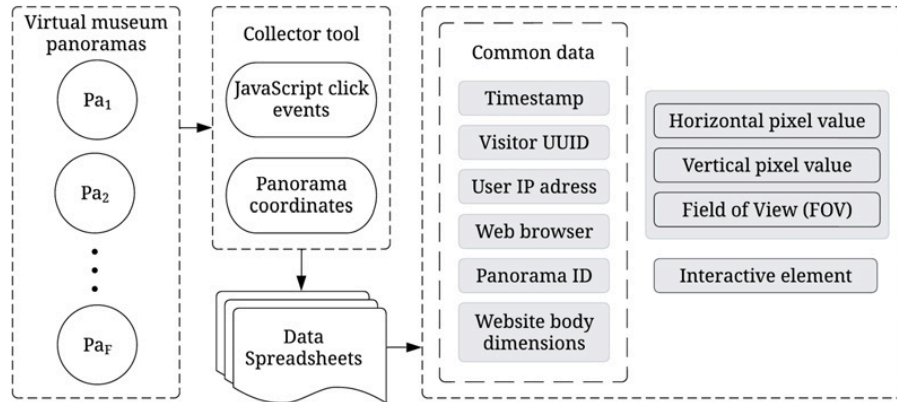 Virtual museum
panoramas
Pa1
Pa2
PaF
Collector tool
JavaScript click
events
Panorama
coordinates
Data
Spreadsheets
Common data
Timestamp
Visitor UUID
User IP adress
Web browser
Panorama ID
Website body
dimensions
Horizontal pixel value
Vertical pixel value
Field of View (FOV)
Interactive element